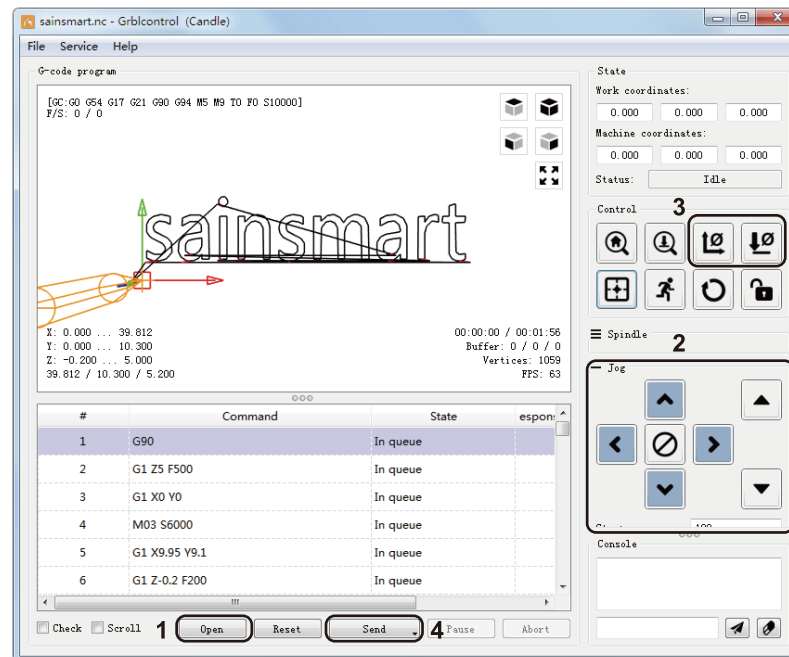 sainsmart.nc - Grblcontrol (Candle)
File Service Help
G-code program
[GC:G0 G54 G17 G21 G90 G94 M5 M9 T0 F0 S10000]
F/S: 0 / 0
sainsmart
X: 0.000 ... 39.812
Y: 0.000 ... 10.300
Z: -0.200 ... 5.000
39.812 / 10.300 / 5.200
00:00:00 / 00:01:56
Buffer: 0 / 0 / 0
Vertices: 1059
FPS: 63
# Command State espon:
1 G90 In queue
2 G1 Z5 F500 In queue
3 G1 X0 Y0 In queue
4 M03 S6000 In queue
5 G1 X9.95 Y9.1 In queue
6 G1 Z-0.2 F200 In queue
Check Scroll 1 Open Reset Send 4 Pause Abort
State
Work coordinates:
0.000 0.000 0.000
Machine coordinates:
0.000 0.000 0.000
Status: Idle
Control 3
Spindle
2
Jog
Console